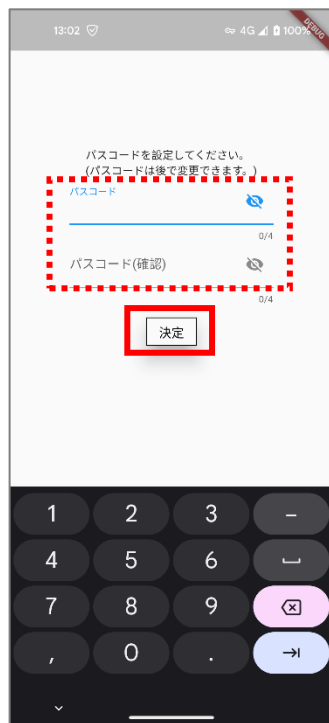 13:02 4G 100%
DEBUG
パスコードを設定してください。
(パスコードは後で変更できます。)
パスコード
0/4
パスコード(確認)
0/4
決定
1 2 3 −
4 5 6
7 8 9
, 0 .